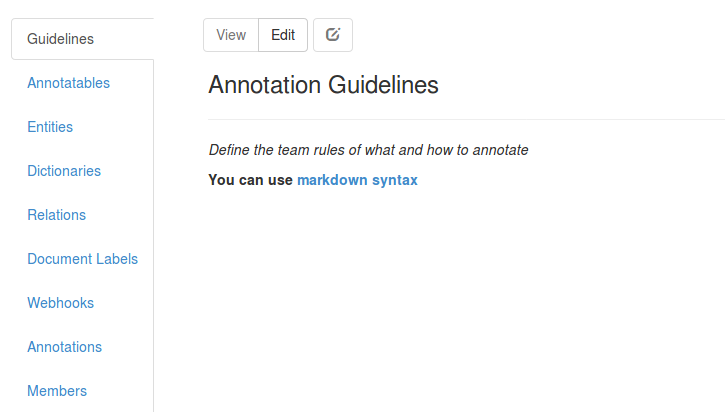 Guidelines
Annotatables
Entities
Dictionaries
Relations
Document Labels
Webhooks
Annotations
Members
View Edit
Annotation Guidelines
Define the team rules of what and how to annotate
You can use markdown syntax